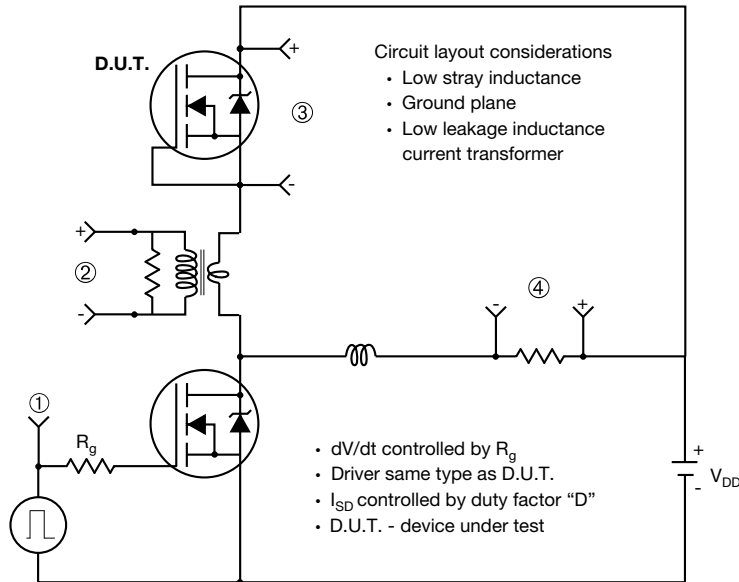 D.U.T.
+
③
-
Circuit layout considerations
• Low stray inductance
• Ground plane
• Low leakage inductance
current transformer
+
②
-
-
④
+
①
Rg
• dV/dt controlled by Rg
• Driver same type as D.U.T.
• ISD controlled by duty factor “D”
• D.U.T. - device under test
+
-
VDD